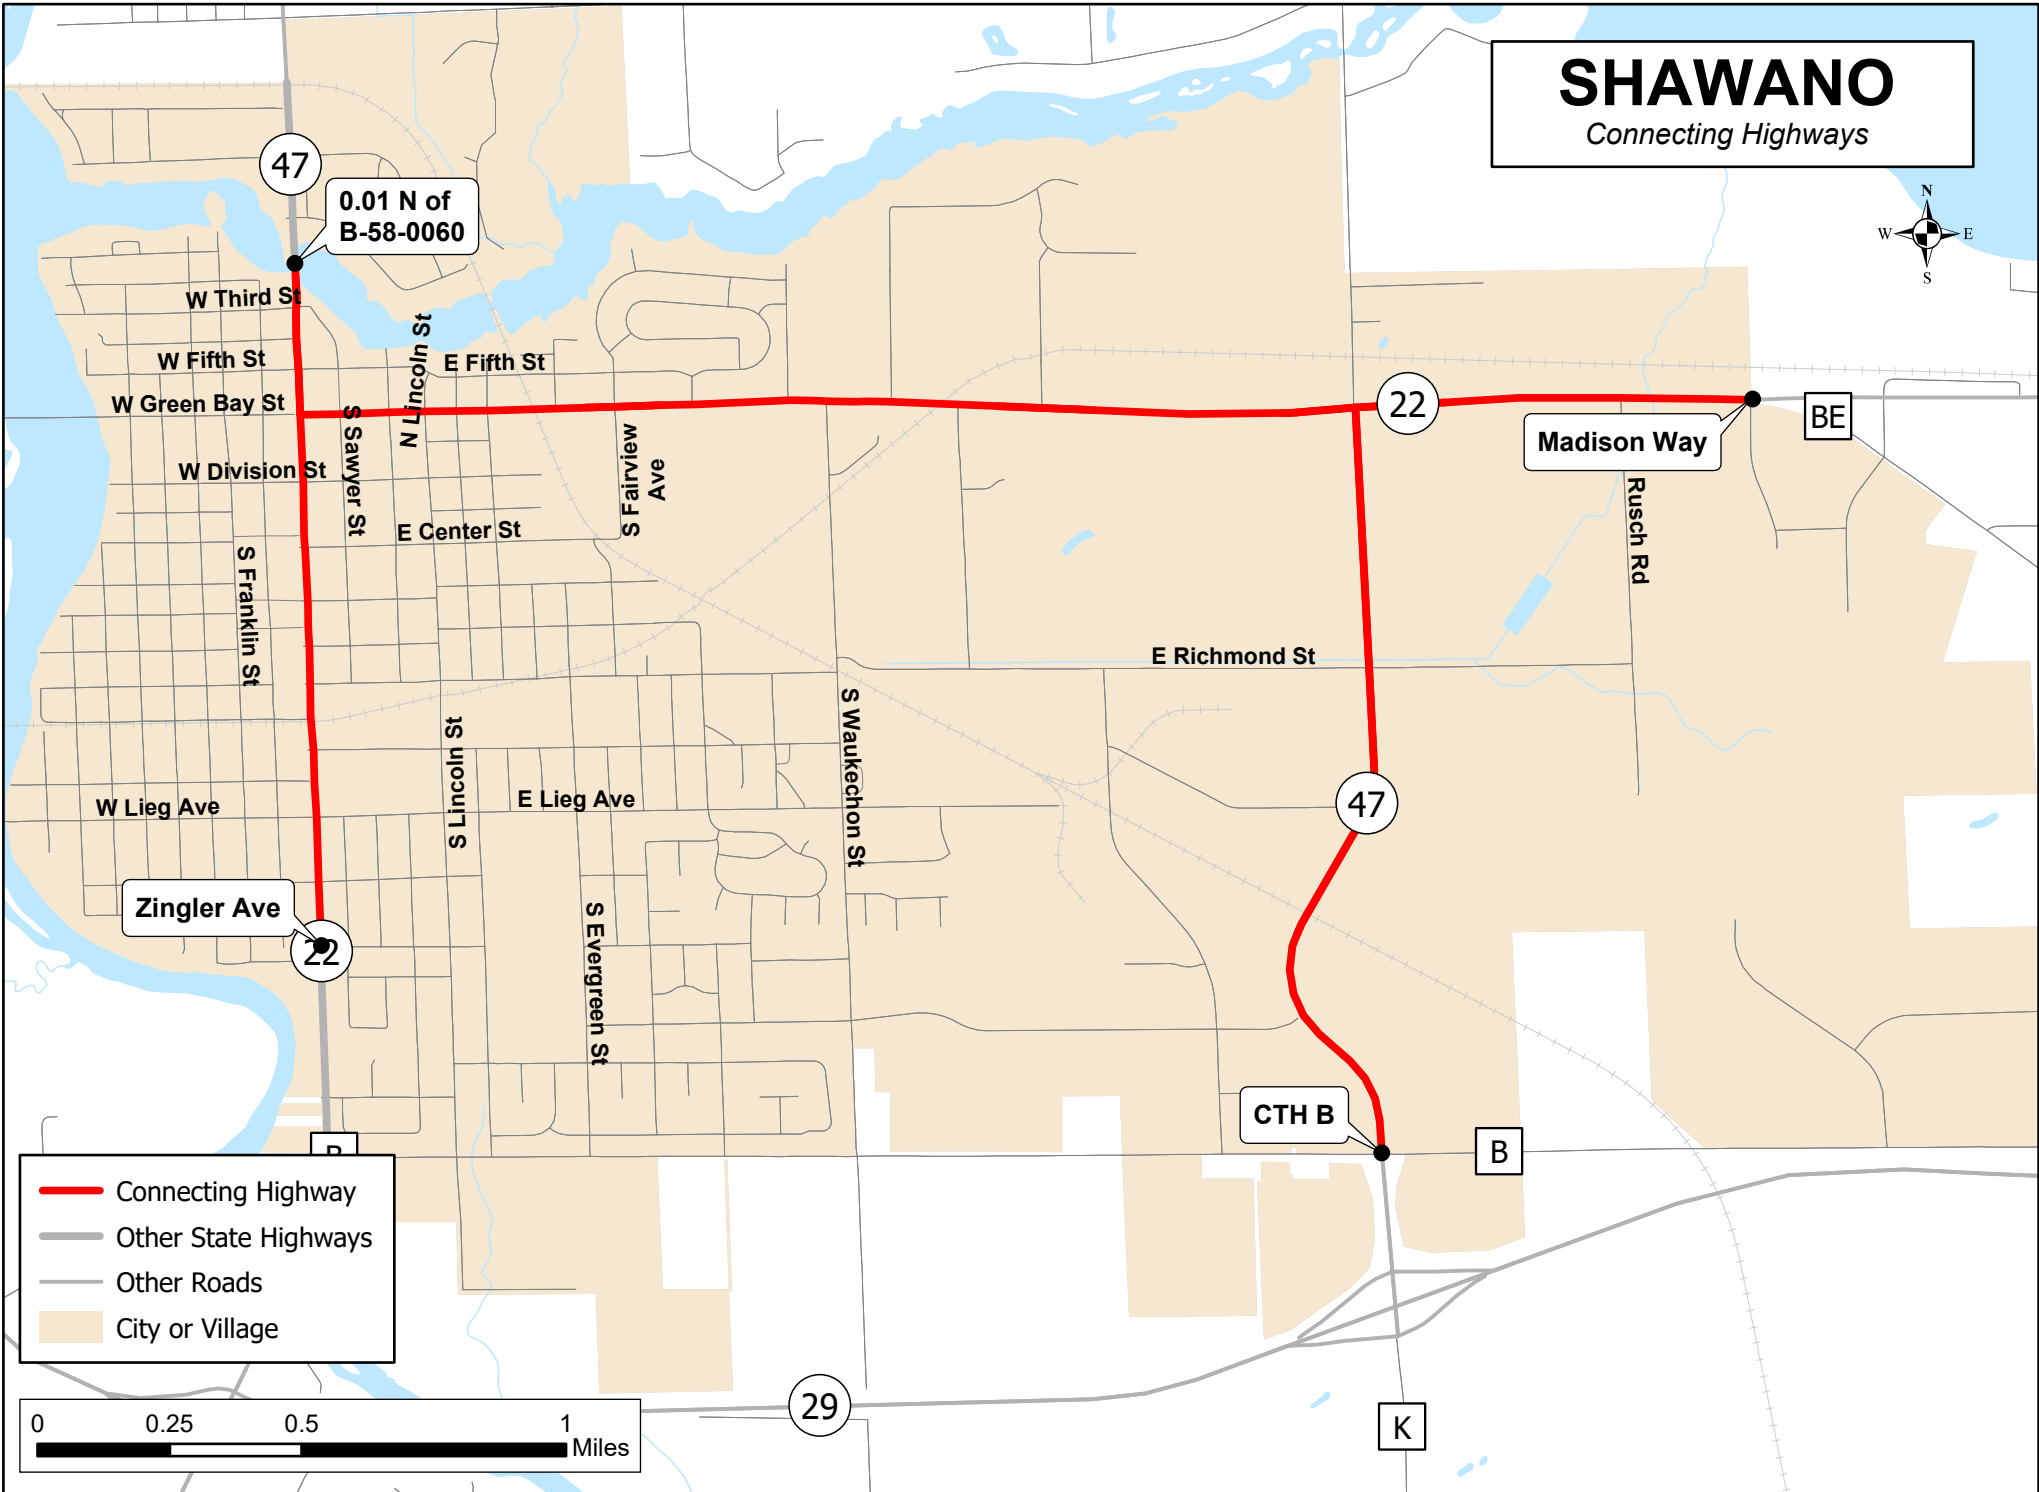 SHAWANO
Connecting Highways
N
W
E
S
47
0.01 N of
B-58-0060
W Third St
N Lincoln St
W Fifth St
E Fifth St
W Green Bay St
22
BE
Madison Way
S Sawyer St
S Fairview
Ave
W Division St
Rusch Rd
E Center St
S Franklin St
E Richmond St
S Waukechon St
S Lincoln St
W Lieg Ave
E Lieg Ave
47
Zingler Ave
22
S Evergreen St
CTH B
B
Connecting Highway
Other State Highways
Other Roads
City or Village
29
K
0
0.25
0.5
1
Miles